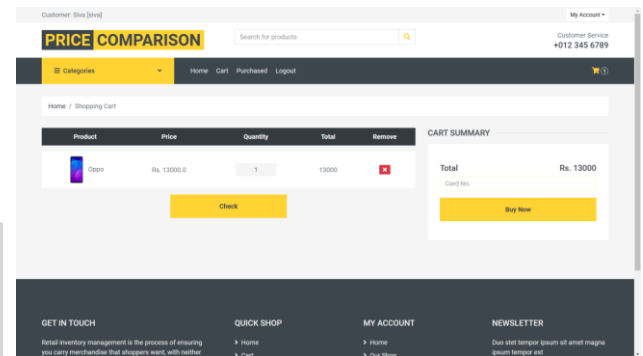 Customer: Siva [siva]
My Account
PRICE COMPARISON
Search for products
Customer Service
+012 345 6789
Categories
Home Cart Purchased Logout
1
Home / Shopping Cart
Product Price Quantity Total Remove
Oppo Rs. 13000.0 1 13000
Check
CART SUMMARY
Total Rs. 13000
Card No.
Buy Now
GET IN TOUCH
Retail inventory management is the process of ensuring
you carry merchandise that shoppers want, with neither
QUICK SHOP
Home
Cart
MY ACCOUNT
Home
Our Shop
NEWSLETTER
Duo stet tempor ipsum sit amet magna
ipsum tempor est